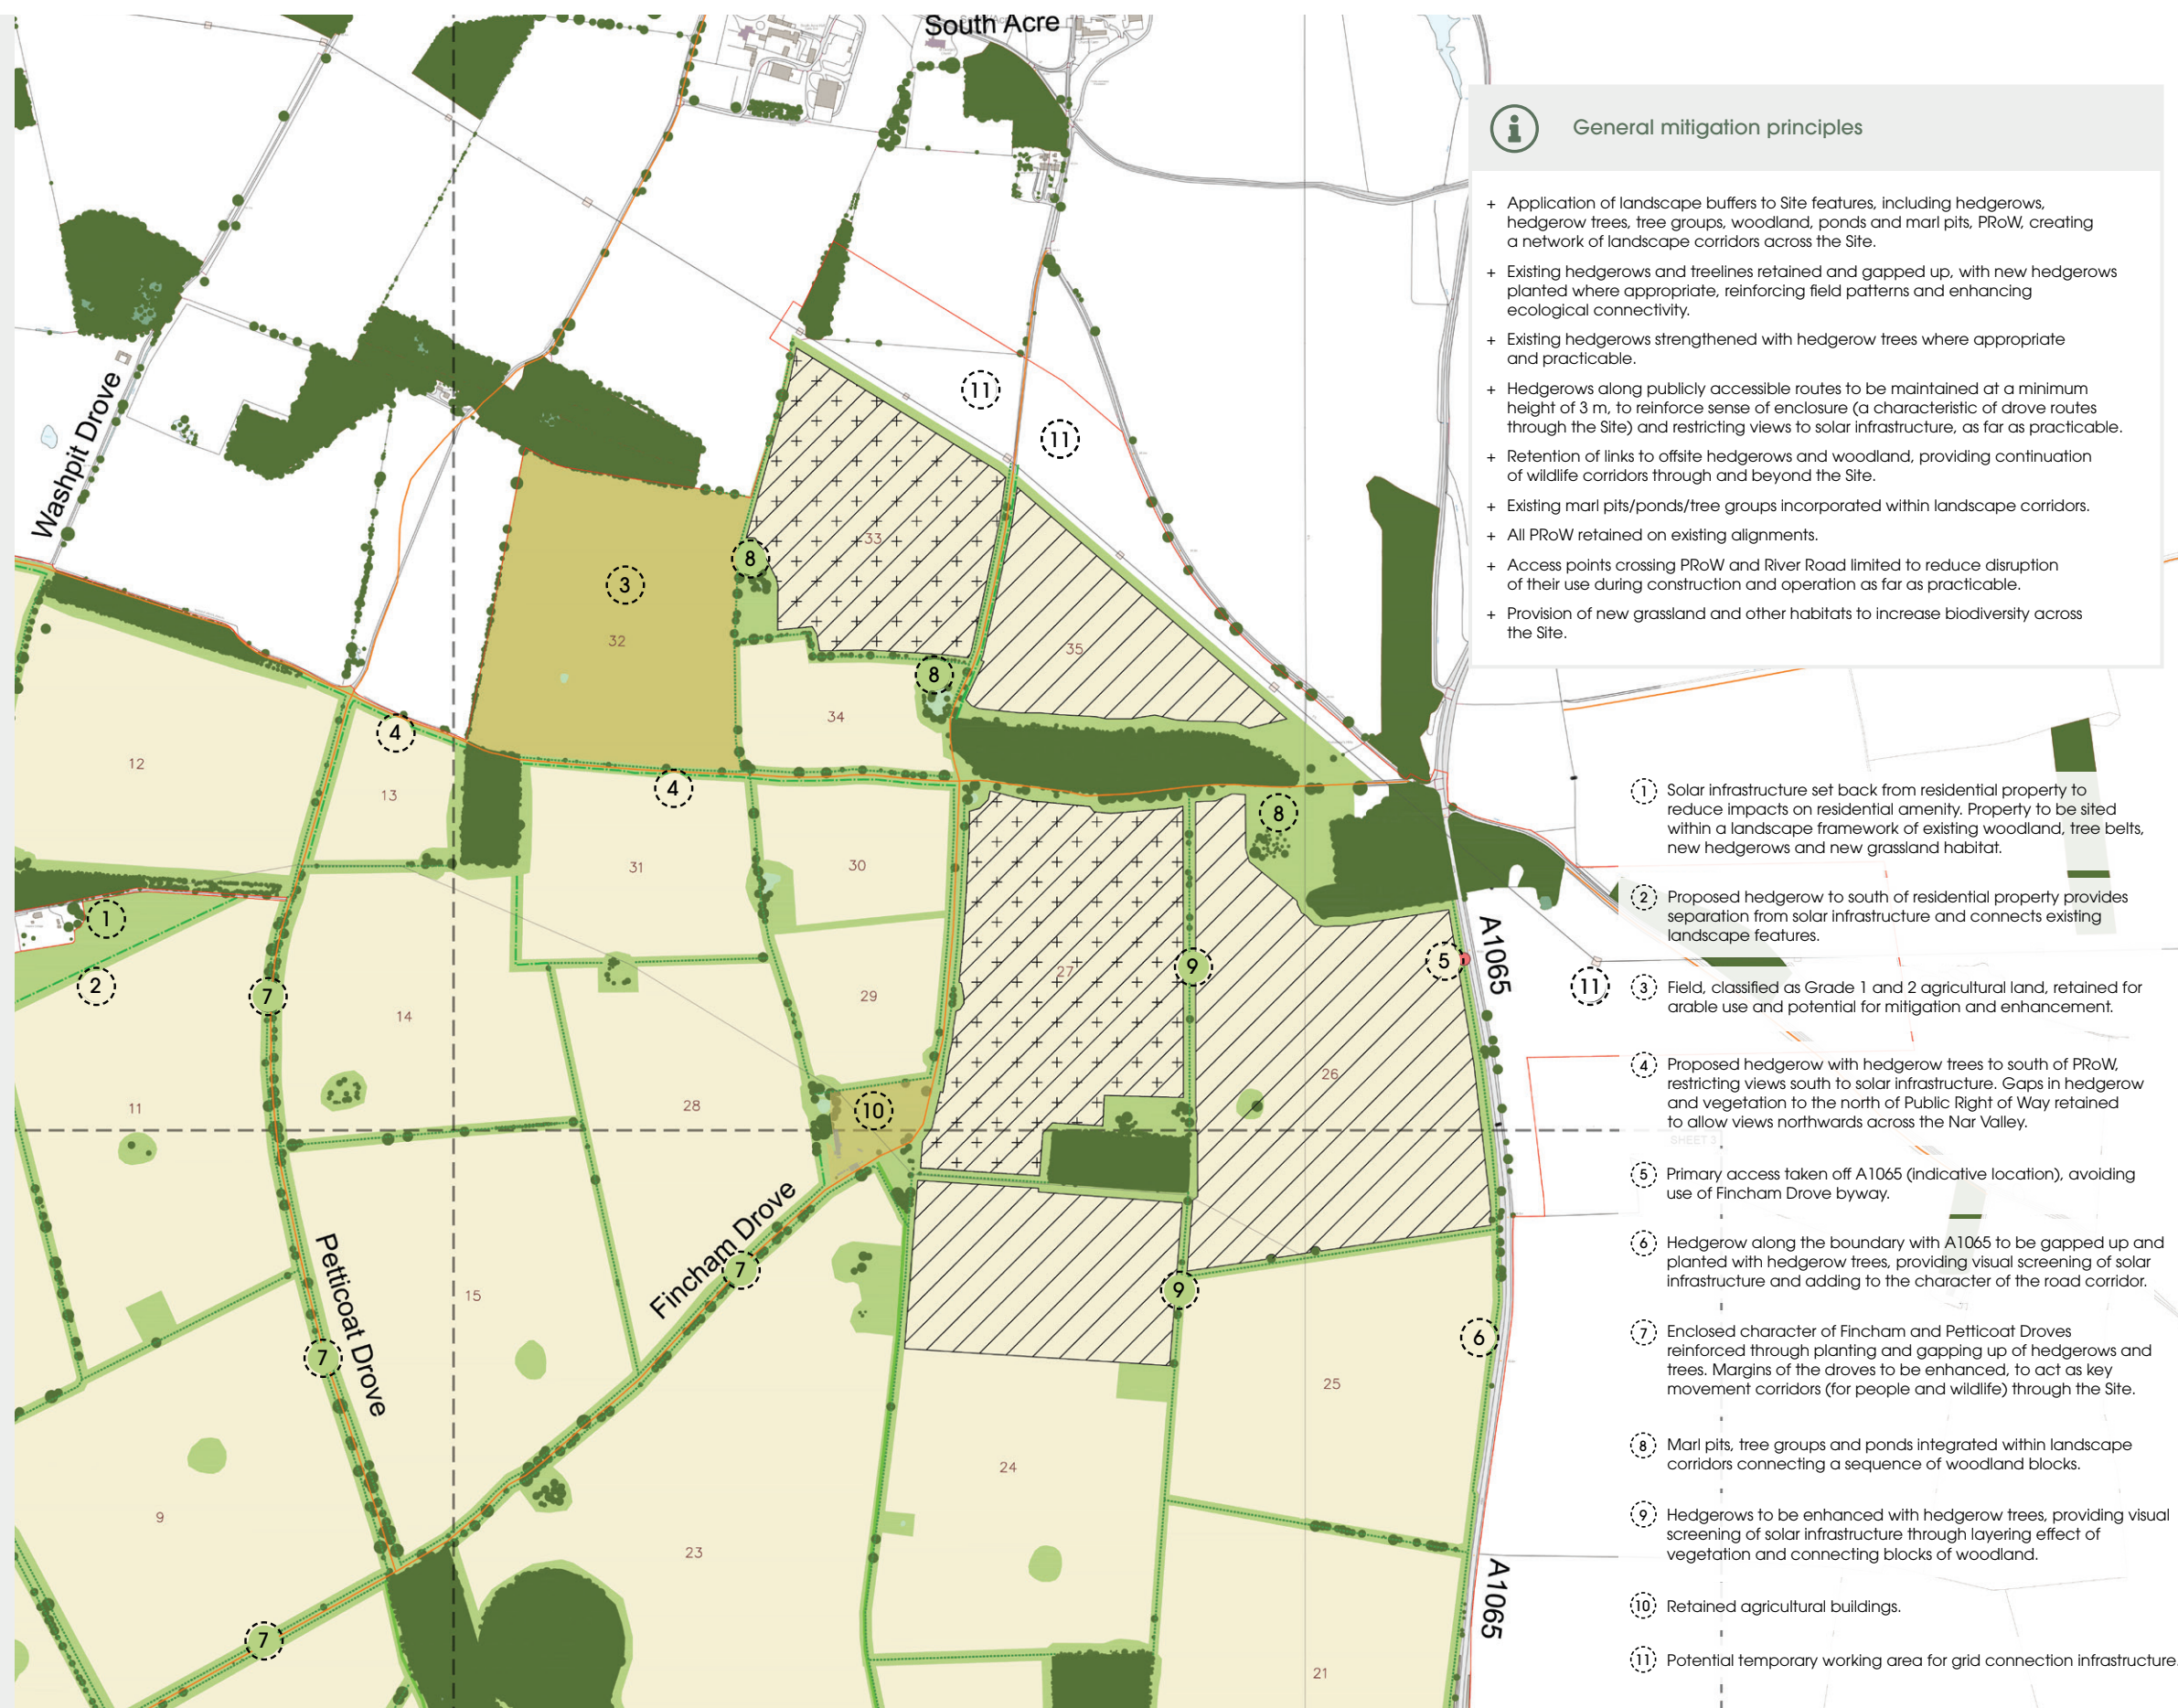 South Acre
General mitigation principles
+ Application of landscape buffers to Site features, including hedgerows,
hedgerow trees, tree groups, woodland, ponds and marl pits, PRoW, creating
a network of landscape corridors across the Site.
+ Existing hedgerows and treelines retained and gapped up, with new hedgerows
planted where appropriate, reinforcing field patterns and enhancing
ecological connectivity.
+ Existing hedgerows strengthened with hedgerow trees where appropriate
and practicable.
+ Hedgerows along publicly accessible routes to be maintained at a minimum
height of 3 m, to reinforce sense of enclosure (a characteristic of drove routes
through the Site) and restricting views to solar infrastructure, as far as practicable.
+ Retention of links to offsite hedgerows and woodland, providing continuation
of wildlife corridors through and beyond the Site.
+ Existing marl pits/ponds/tree groups incorporated within landscape corridors.
+ All PRoW retained on existing alignments.
+ Access points crossing PRoW and River Road limited to reduce disruption
of their use during construction and operation as far as practicable.
+ Provision of new grassland and other habitats to increase biodiversity across
the Site.
Washpit Drove
11
11
33
8
3
32
35
8
34
4
12
4
13
8
31
30
1
2
7
14
29
27
9
5
A1065
11
26
11
28
10
Fincham Drove
7
Petticoat Drove
15
7
9
6
25
24
9
23
7
21
A1065
SHEET 3
1 Solar infrastructure set back from residential property to
reduce impacts on residential amenity. Property to be sited
within a landscape framework of existing woodland, tree belts,
new hedgerows and new grassland habitat.
2 Proposed hedgerow to south of residential property provides
separation from solar infrastructure and connects existing
landscape features.
3 Field, classified as Grade 1 and 2 agricultural land, retained for
arable use and potential for mitigation and enhancement.
4 Proposed hedgerow with hedgerow trees to south of PRoW,
restricting views south to solar infrastructure. Gaps in hedgerow
and vegetation to the north of Public Right of Way retained
to allow views northwards across the Nar Valley.
5 Primary access taken off A1065 (indicative location), avoiding
use of Fincham Drove byway.
6 Hedgerow along the boundary with A1065 to be gapped up and
planted with hedgerow trees, providing visual screening of solar
infrastructure and adding to the character of the road corridor.
7 Enclosed character of Fincham and Petticoat Droves
reinforced through planting and gapping up of hedgerows and
trees. Margins of the droves to be enhanced, to act as key
movement corridors (for people and wildlife) through the Site.
8 Marl pits, tree groups and ponds integrated within landscape
corridors connecting a sequence of woodland blocks.
9 Hedgerows to be enhanced with hedgerow trees, providing visual
screening of solar infrastructure through layering effect of
vegetation and connecting blocks of woodland.
10 Retained agricultural buildings.
11 Potential temporary working area for grid connection infrastructure.